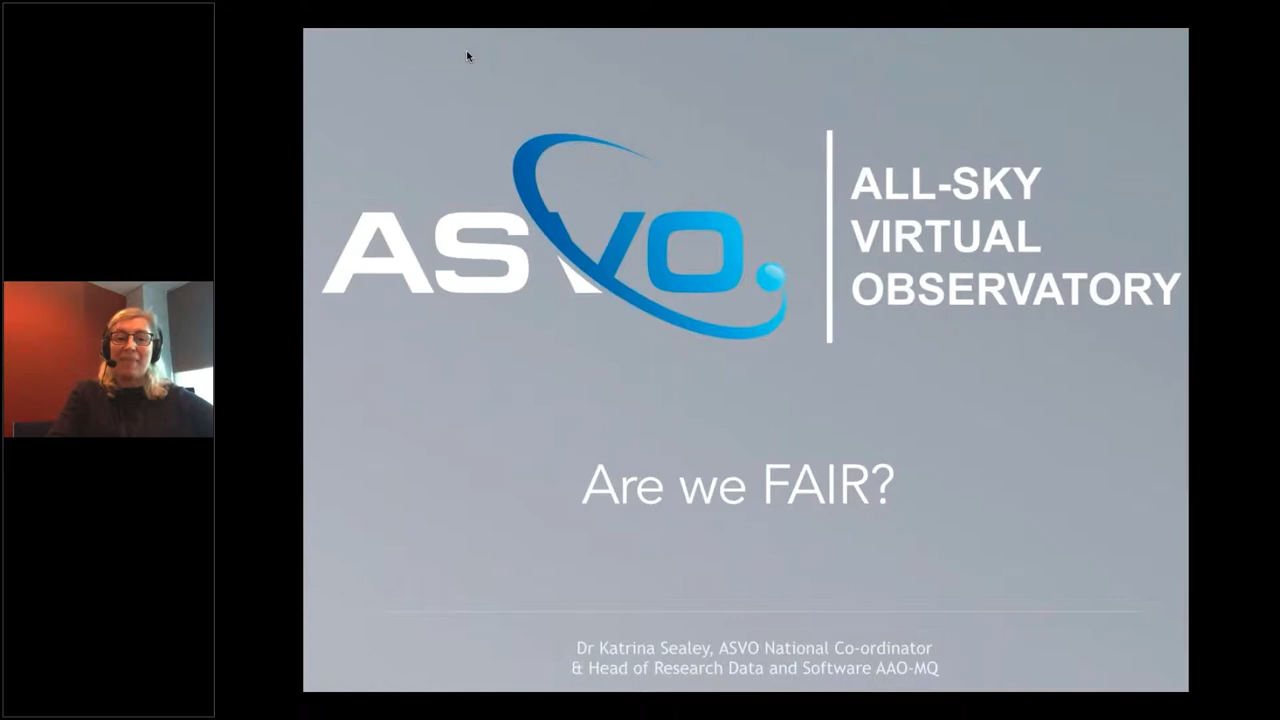 ASVO
ALL-SKY
VIRTUAL
OBSERVATORY
Are we FAIR?
Dr Katrina Sealey, ASVO National Co-ordinator
& Head of Research Data and Software AAO-MQ